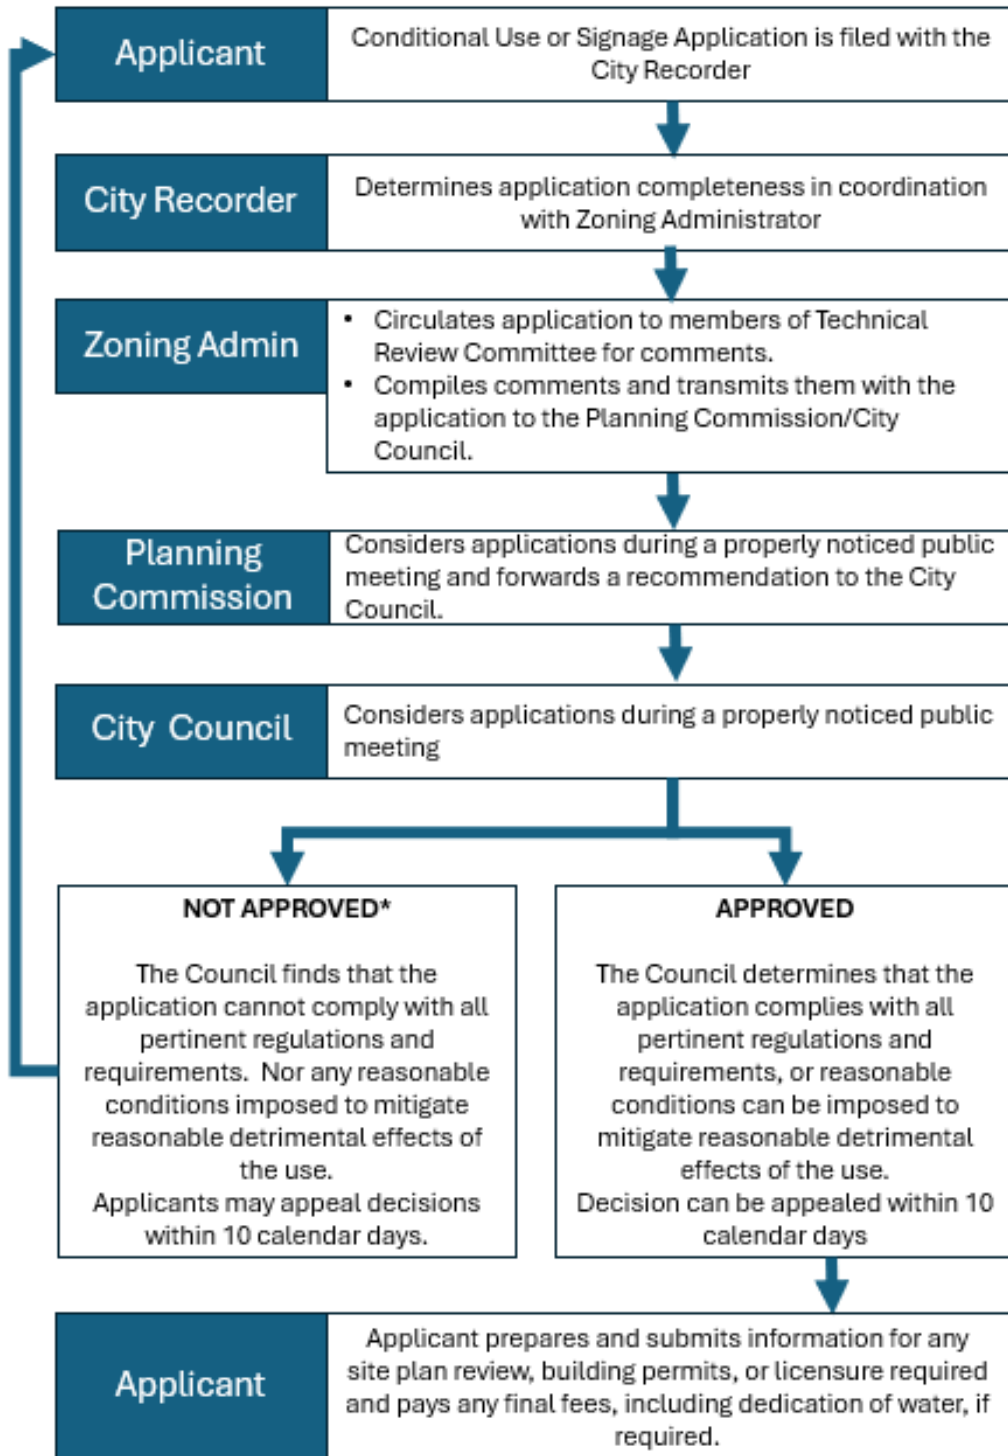 Applicant
Conditional Use or Signage Application is filed with the
City Recorder
City Recorder
Determines application completeness in coordination
with Zoning Administrator
Zoning Admin
• Circulates application to members of Technical
Review Committee for comments.
• Compiles comments and transmits them with the
application to the Planning Commission/City
Council.
Planning
Commission
Considers applications during a properly noticed public
meeting and forwards a recommendation to the City
Council.
City Council
Considers applications during a properly noticed public
meeting
NOT APPROVED*
The Council finds that the
application cannot comply with all
pertinent regulations and
requirements. Nor any reasonable
conditions imposed to mitigate
reasonable detrimental effects of
the use.
Applicants may appeal decisions
within 10 calendar days.
APPROVED
The Council determines that the
application complies with all
pertinent regulations and
requirements, or reasonable
conditions can be imposed to
mitigate reasonable detrimental
effects of the use.
Decision can be appealed within 10
calendar days
Applicant
Applicant prepares and submits information for any
site plan review, building permits, or licensure required
and pays any final fees, including dedication of water, if
required.